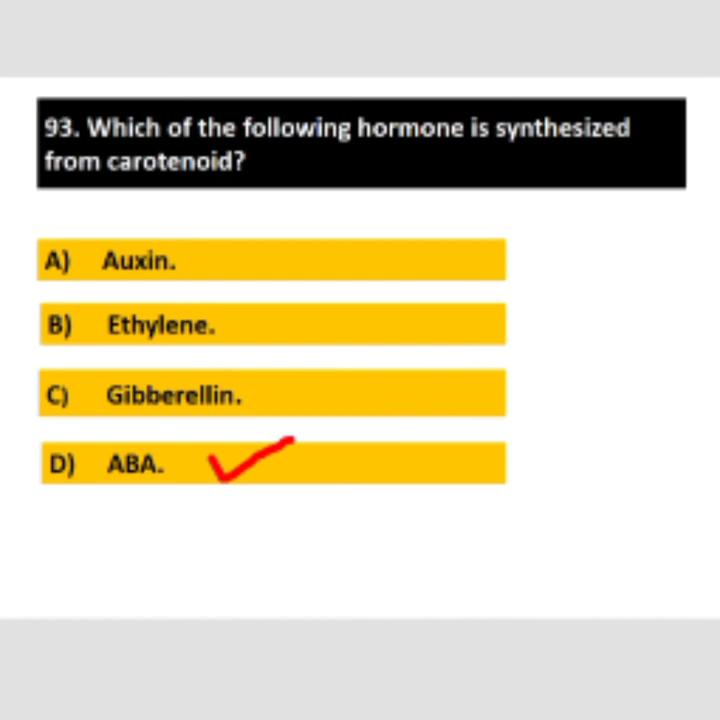 93. Which of the following hormone is synthesized
from carotenoid?
A) Auxin.
B) Ethylene.
C) Gibberellin.
D) ABA.